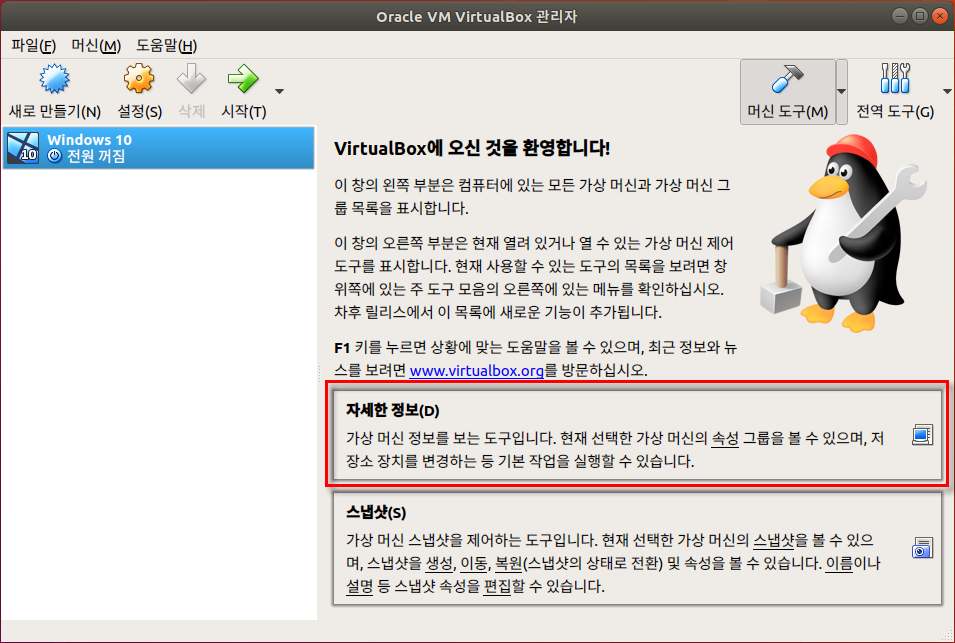 Oracle VM VirtualBox 관리자
파일(F) 머신(M) 도움말(H)
새로 만들기(N) 설정(S) 삭제 시작(T) 머신 도구(M) 전역 도구(G)
Windows 10
10 전원 꺼짐
VirtualBox에 오신 것을 환영합니다!
이 창의 왼쪽 부분은 컴퓨터에 있는 모든 가상 머신과 가상 머신 그
룹 목록을 표시합니다.
이 창의 오른쪽 부분은 현재 열려 있거나 열 수 있는 가상 머신 제어
도구를 표시합니다. 현재 사용할 수 있는 도구의 목록을 보려면 창
위쪽에 있는 주 도구 모음의 오른쪽에 있는 메뉴를 확인하십시오.
차후 릴리스에서 이 목록에 새로운 기능이 추가됩니다.
F1 키를 누르면 상황에 맞는 도움말을 볼 수 있으며, 최근 정보와 뉴
스를 보려면 www.virtualbox.org를 방문하십시오.
자세한 정보(D)
가상 머신 정보를 보는 도구입니다. 현재 선택한 가상 머신의 속성 그룹을 볼 수 있으며, 저
장소 장치를 변경하는 등 기본 작업을 실행할 수 있습니다.
스냅샷(S)
가상 머신 스냅샷을 제어하는 도구입니다. 현재 선택한 가상 머신의 스냅샷을 볼 수 있으
며, 스냅샷을 생성, 이동, 복원(스냅샷의 상태로 전환) 및 속성을 볼 수 있습니다. 이름이나
설명 등 스냅샷 속성을 편집할 수 있습니다.